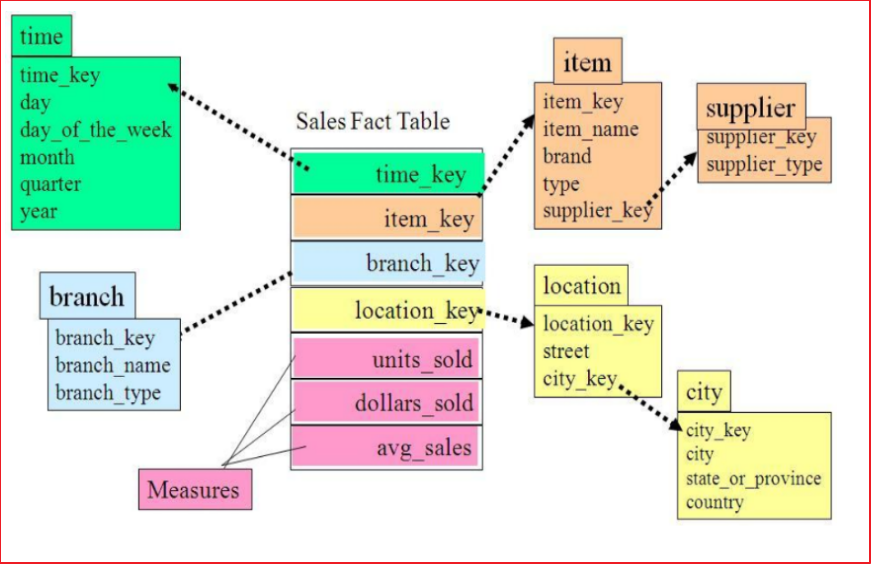 time
time_key
day
day_of_the_week
month
quarter
year
Sales Fact Table
time_key
item_key
branch_key
location_key
units_sold
dollars_sold
avg_sales
Measures
branch
branch_key
branch_name
branch_type
item
item_key
item_name
brand
type
supplier_key
supplier
supplier_key
supplier_type
location
location_key
street
city_key
city
city_key
city
state_or_province
country